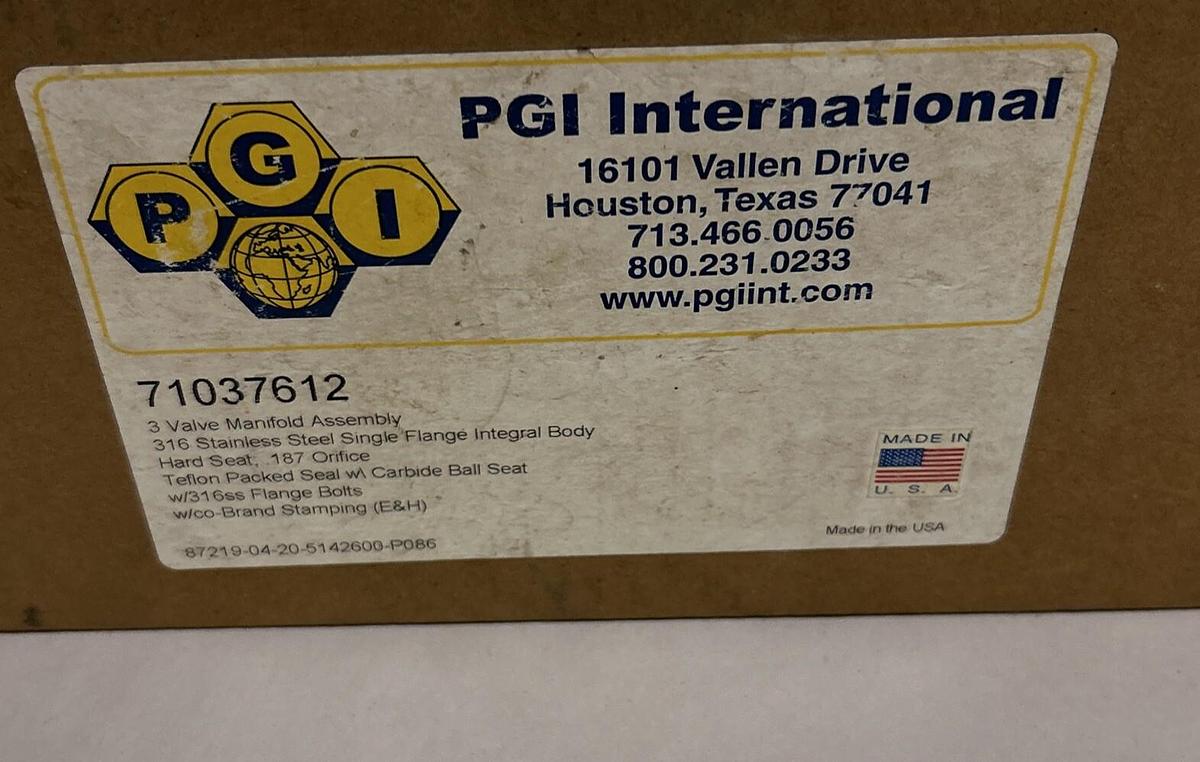 PGI
PGI International
16101 Vallen Drive
Houston, Texas 77041
713.466.0056
800.231.0233
www.pgiint.com
71037612
3 Valve Manifold Assembly
316 Stainless Steel Single Flange Integral Body
Hard Seat, .187 Orifice
Teflon Packed Seal w\ Carbide Ball Seat
w/316ss Flange Bolts
w/co-Brand Stamping (E&H)
87219-04-20-5142600-P086
MADE IN
U. S. A.
Made in the USA